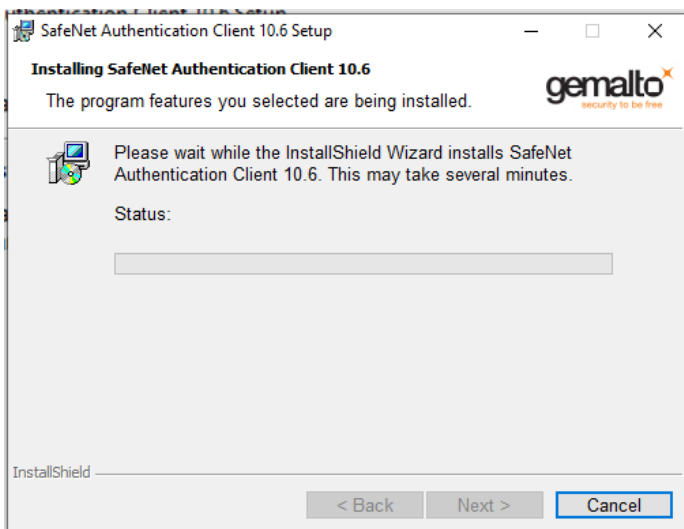 SafeNet Authentication Client 10.6 Setup
Installing SafeNet Authentication Client 10.6
The program features you selected are being installed.
gemalto
security to be free
Please wait while the InstallShield Wizard installs SafeNet
Authentication Client 10.6. This may take several minutes.
Status:
InstallShield
< Back
Next >
Cancel